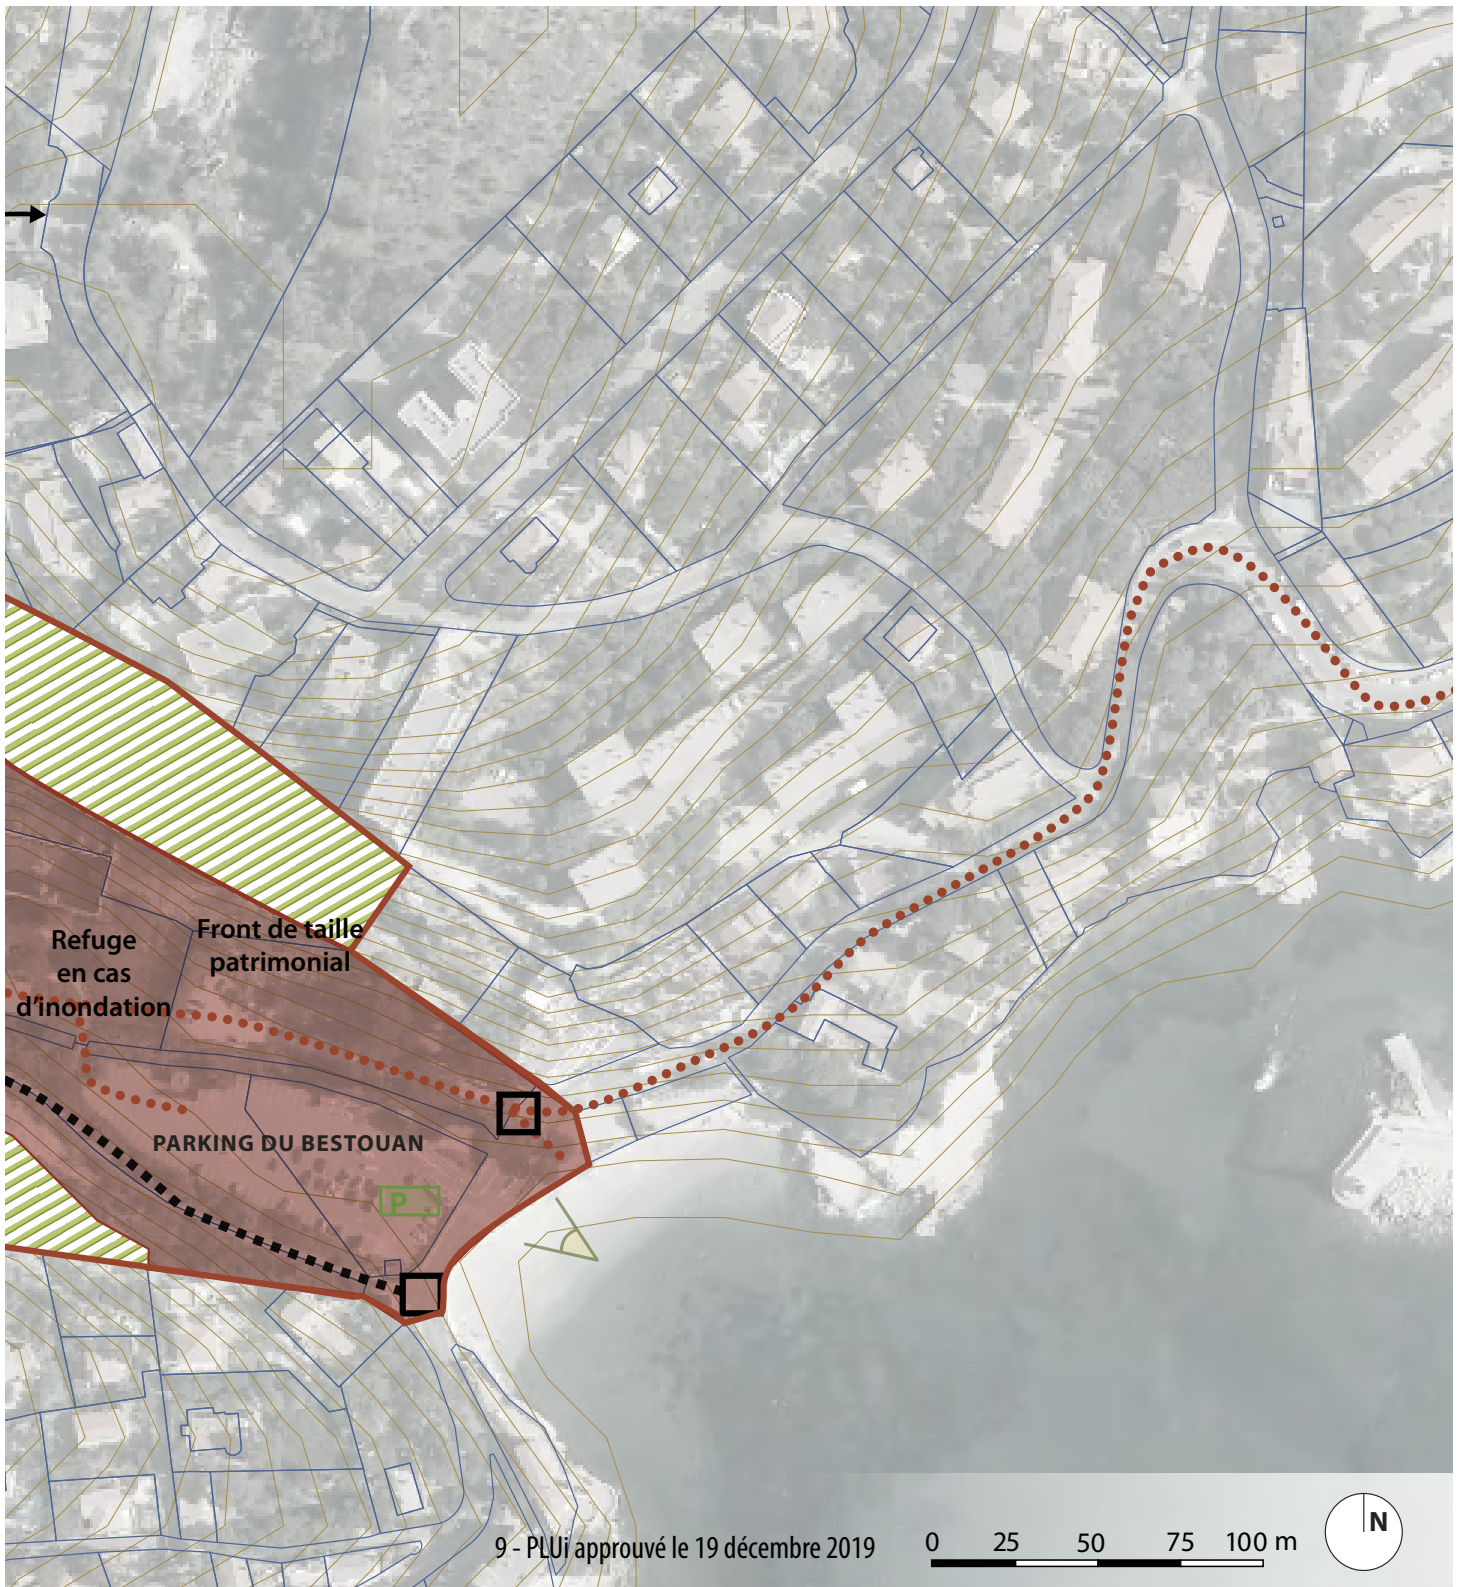 Refuge
en cas
d'inondation
Front de taille
patrimonial
PARKING DU BESTOUAN
P
9 - PLUi approuvé le 19 décembre 2019
0 25 50 75 100 m
N